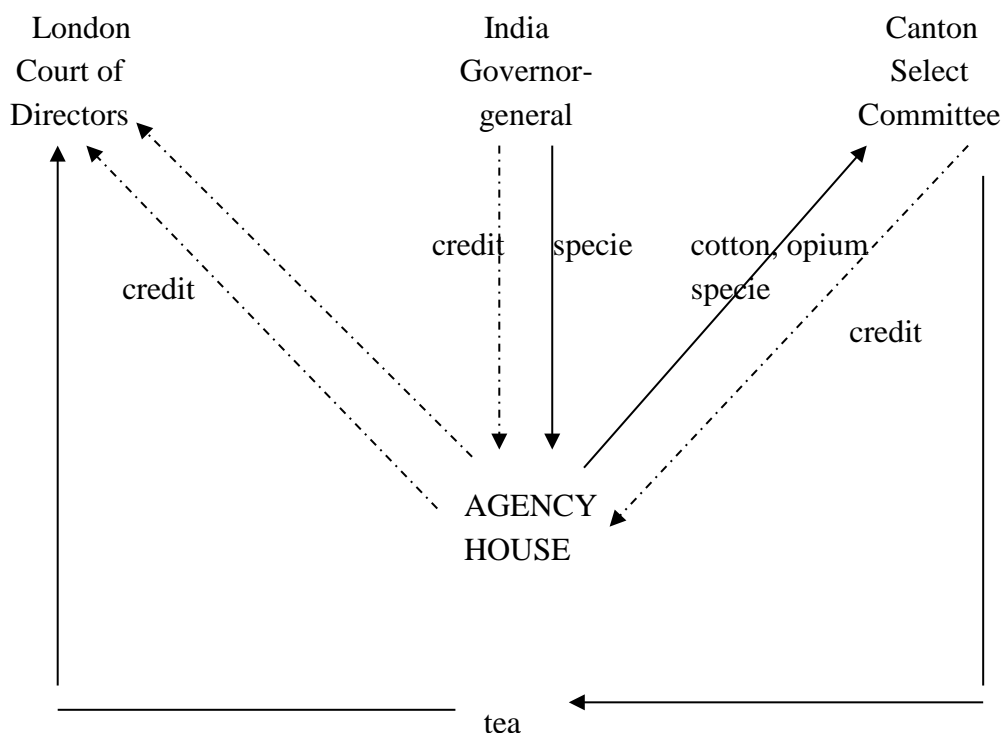 London
Court of
Directors
India
Governor-
general
Canton
Select
Committee
credit
specie
cotton, opium
specie
credit
credit
AGENCY
HOUSE
tea